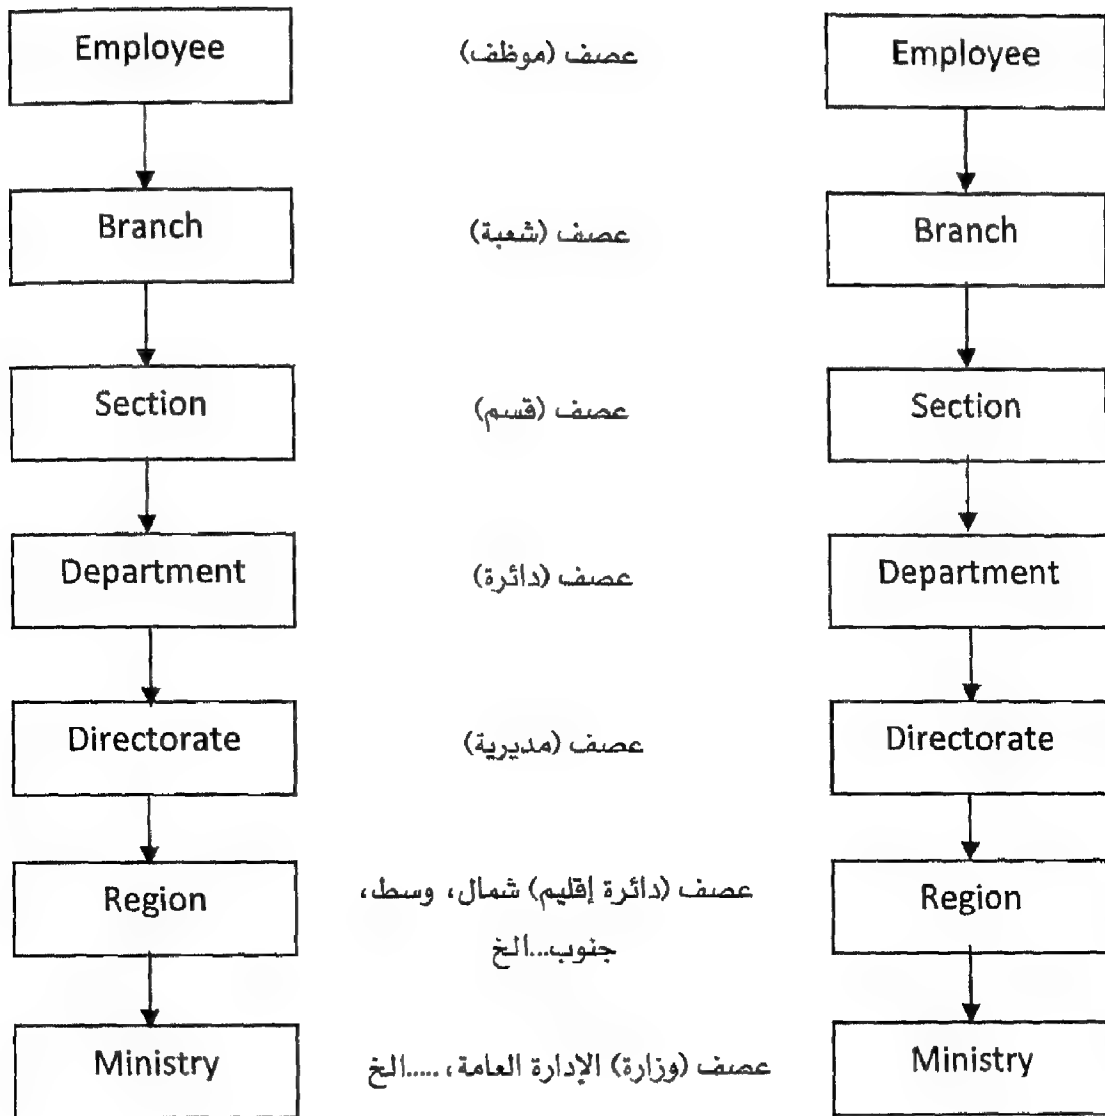 Employee
عصف (موظف)
Employee
Branch
عصف (شعبة)
Branch
Section
عصف (قسم)
Section
Department
عصف (دائرة)
Department
Directorate
عصف (مديرية)
Directorate
Region
عصف (دائرة إقليم) شمال، وسط،
جنوب...الخ
Region
Ministry
عصف (وزارة) الإدارة العامة، .....الخ
Ministry